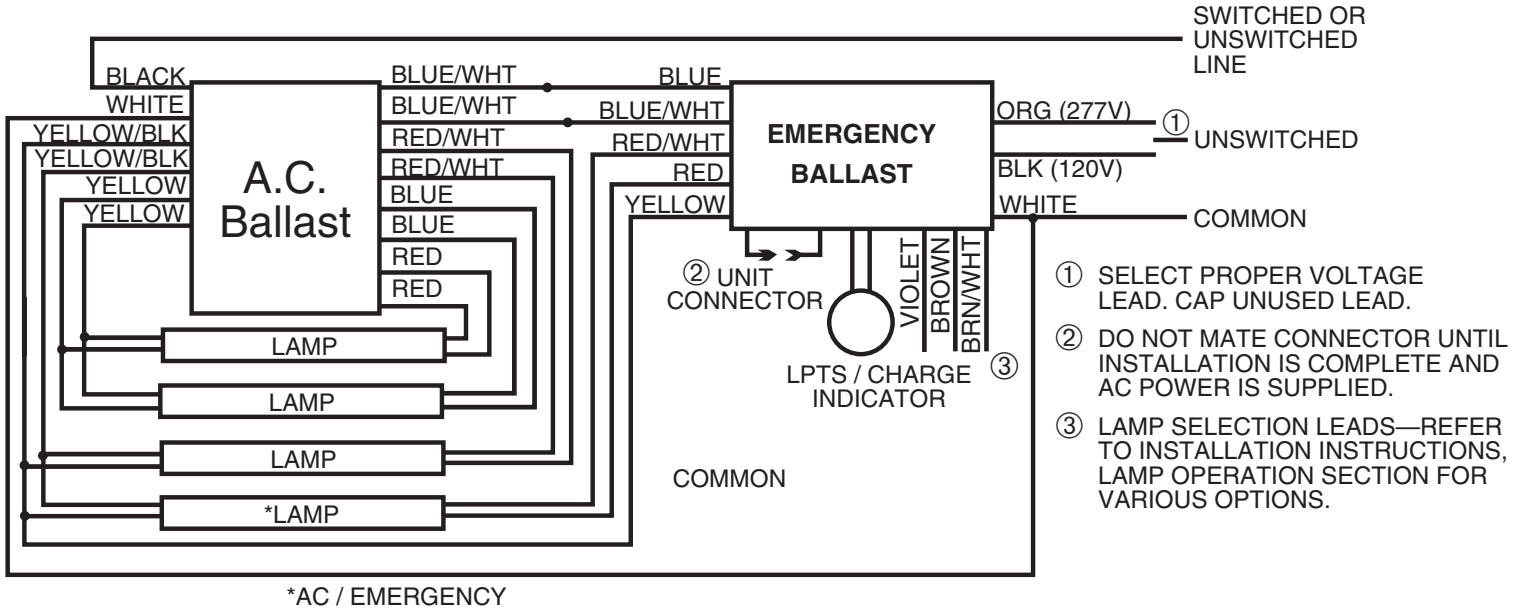 SWITCHED OR
UNSWITCHED
LINE
BLACK
WHITE
YELLOW/BLK
YELLOW/BLK
YELLOW
YELLOW
A.C.
Ballast
BLUE/WHT
BLUE/WHT
RED/WHT
RED/WHT
BLUE
BLUE
RED
RED
BLUE
BLUE/WHT
RED/WHT
RED
YELLOW
EMERGENCY
BALLAST
ORG (277V)
① UNSWITCHED
BLK (120V)
WHITE
COMMON
② UNIT
CONNECTOR
LPTS / CHARGE
INDICATOR
VIOLET
BROWN
BRN/WHT
③
LAMP
LAMP
LAMP
*LAMP
COMMON
*AC / EMERGENCY
① SELECT PROPER VOLTAGE
LEAD. CAP UNUSED LEAD.
② DO NOT MATE CONNECTOR UNTIL
INSTALLATION IS COMPLETE AND
AC POWER IS SUPPLIED.
③ LAMP SELECTION LEADS—REFER
TO INSTALLATION INSTRUCTIONS,
LAMP OPERATION SECTION FOR
VARIOUS OPTIONS.